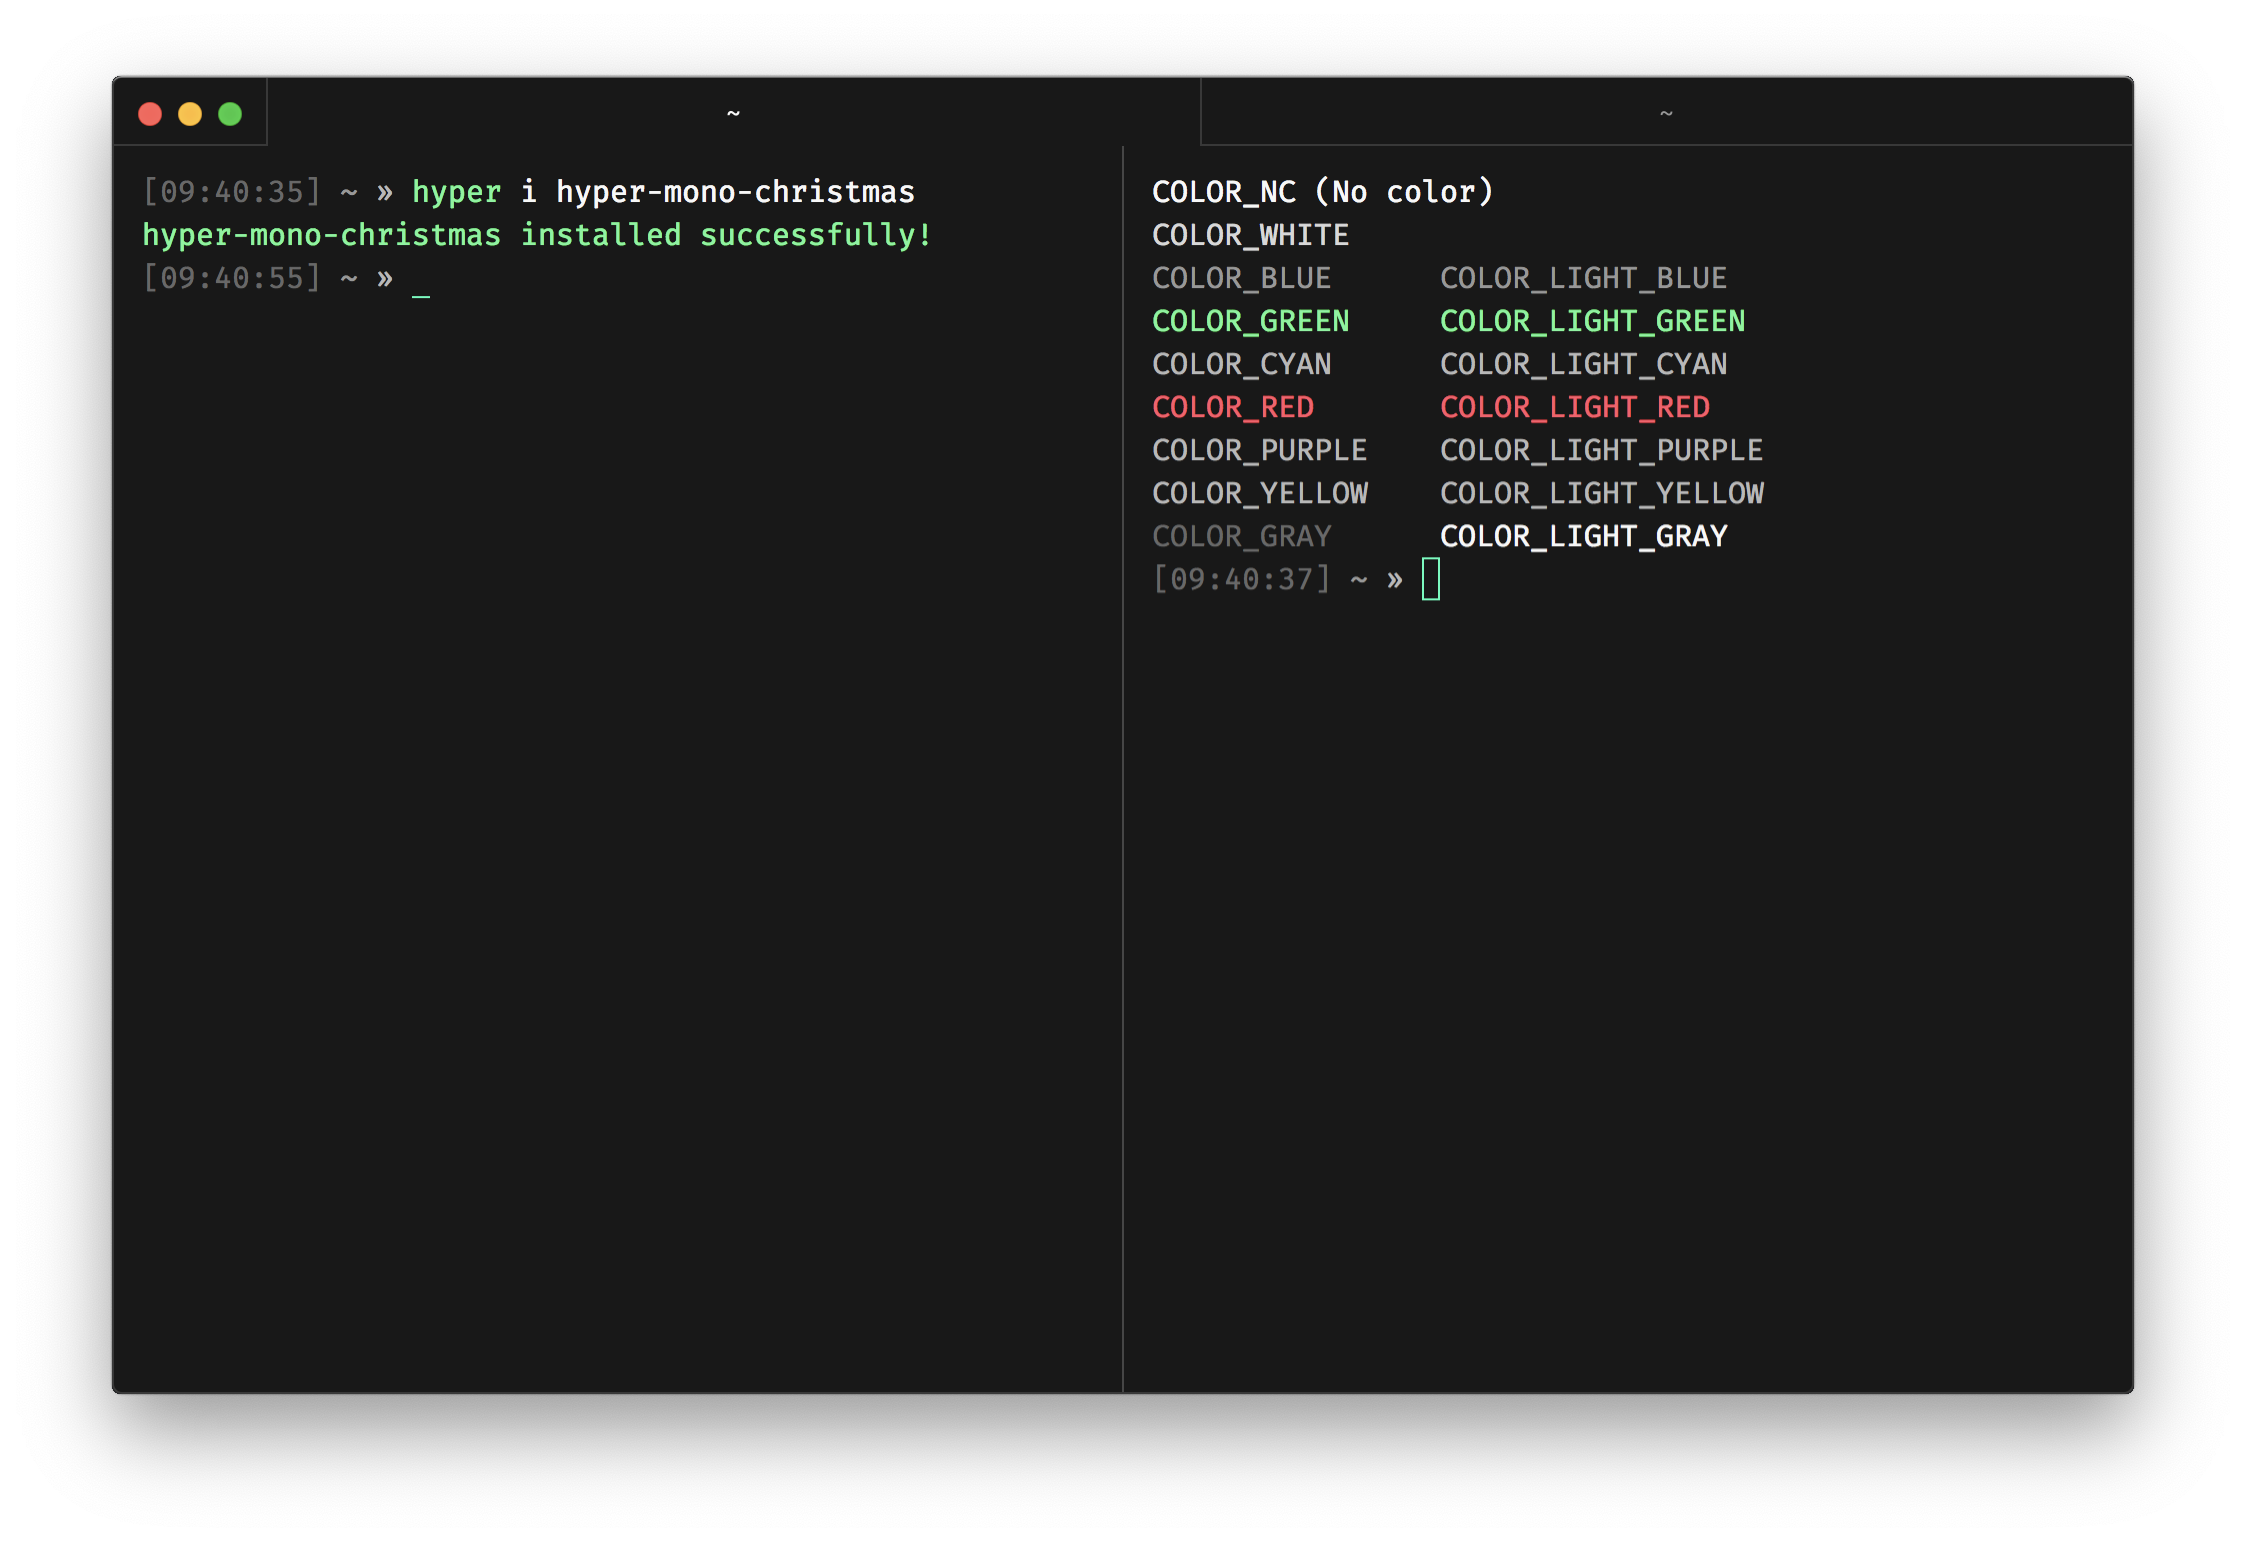 ~
~
[09:40:35] ~ » hyper i hyper-mono-christmas
hyper-mono-christmas installed successfully!
[09:40:55] ~ » _
COLOR_NC (No color)
COLOR_WHITE
COLOR_BLUE      COLOR_LIGHT_BLUE
COLOR_GREEN     COLOR_LIGHT_GREEN
COLOR_CYAN      COLOR_LIGHT_CYAN
COLOR_RED       COLOR_LIGHT_RED
COLOR_PURPLE    COLOR_LIGHT_PURPLE
COLOR_YELLOW    COLOR_LIGHT_YELLOW
COLOR_GRAY      COLOR_LIGHT_GRAY
[09:40:37] ~ »